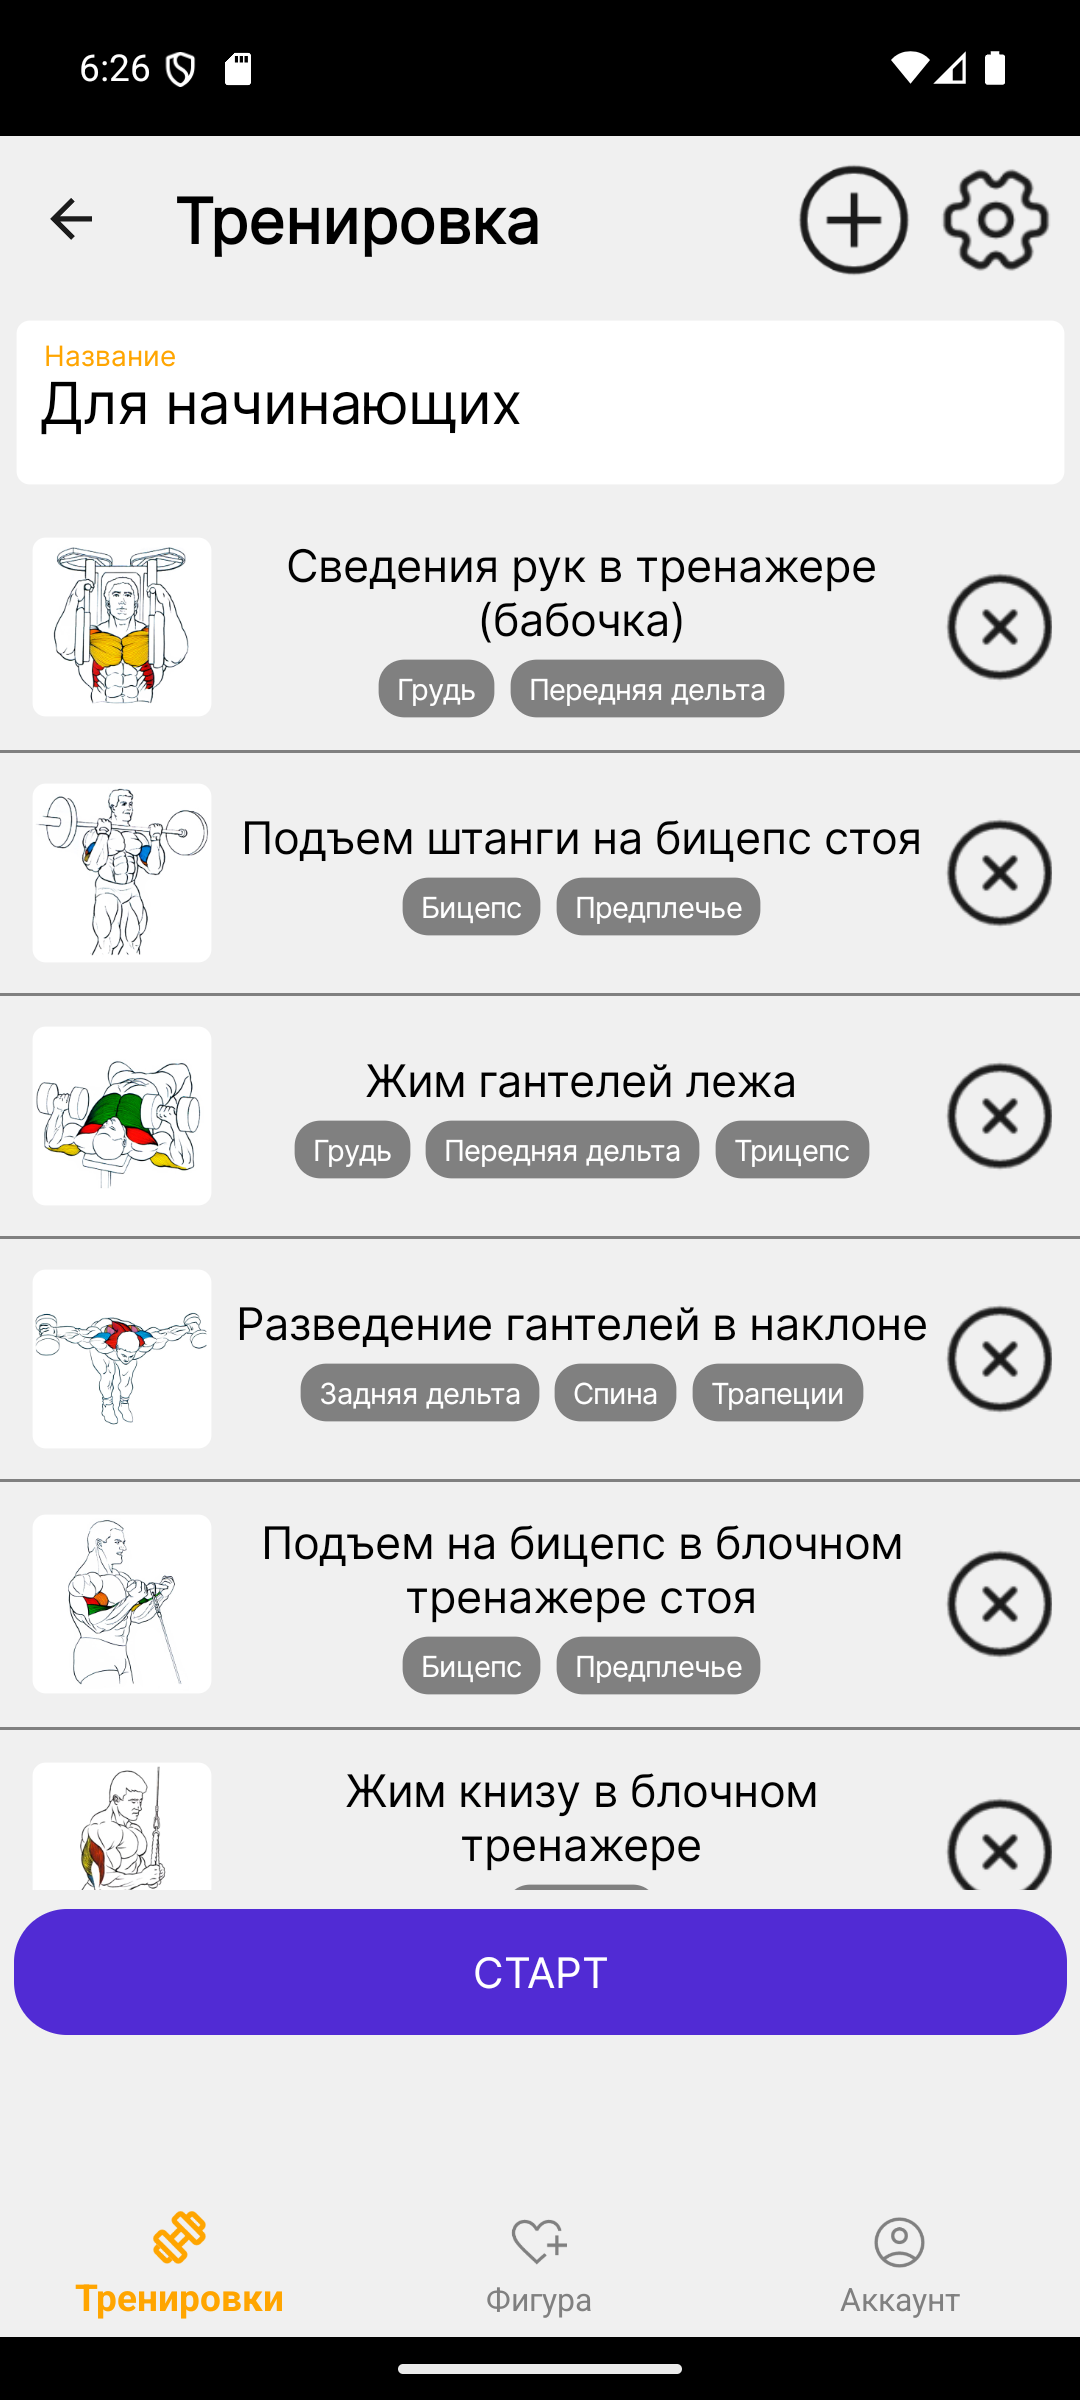 6:26
Тренировка
Название
Для начинающих
Сведения рук в тренажере
(бабочка)
Грудь Передняя дельта
Подъем штанги на бицепс стоя
Бицепс Предплечье
Жим гантелей лежа
Грудь Передняя дельта Трицепс
Разведение гантелей в наклоне
Задняя дельта Спина Трапеции
Подъем на бицепс в блочном
тренажере стоя
Бицепс Предплечье
Жим книзу в блочном
тренажере
СТАРТ
Тренировки Фигура Аккаунт